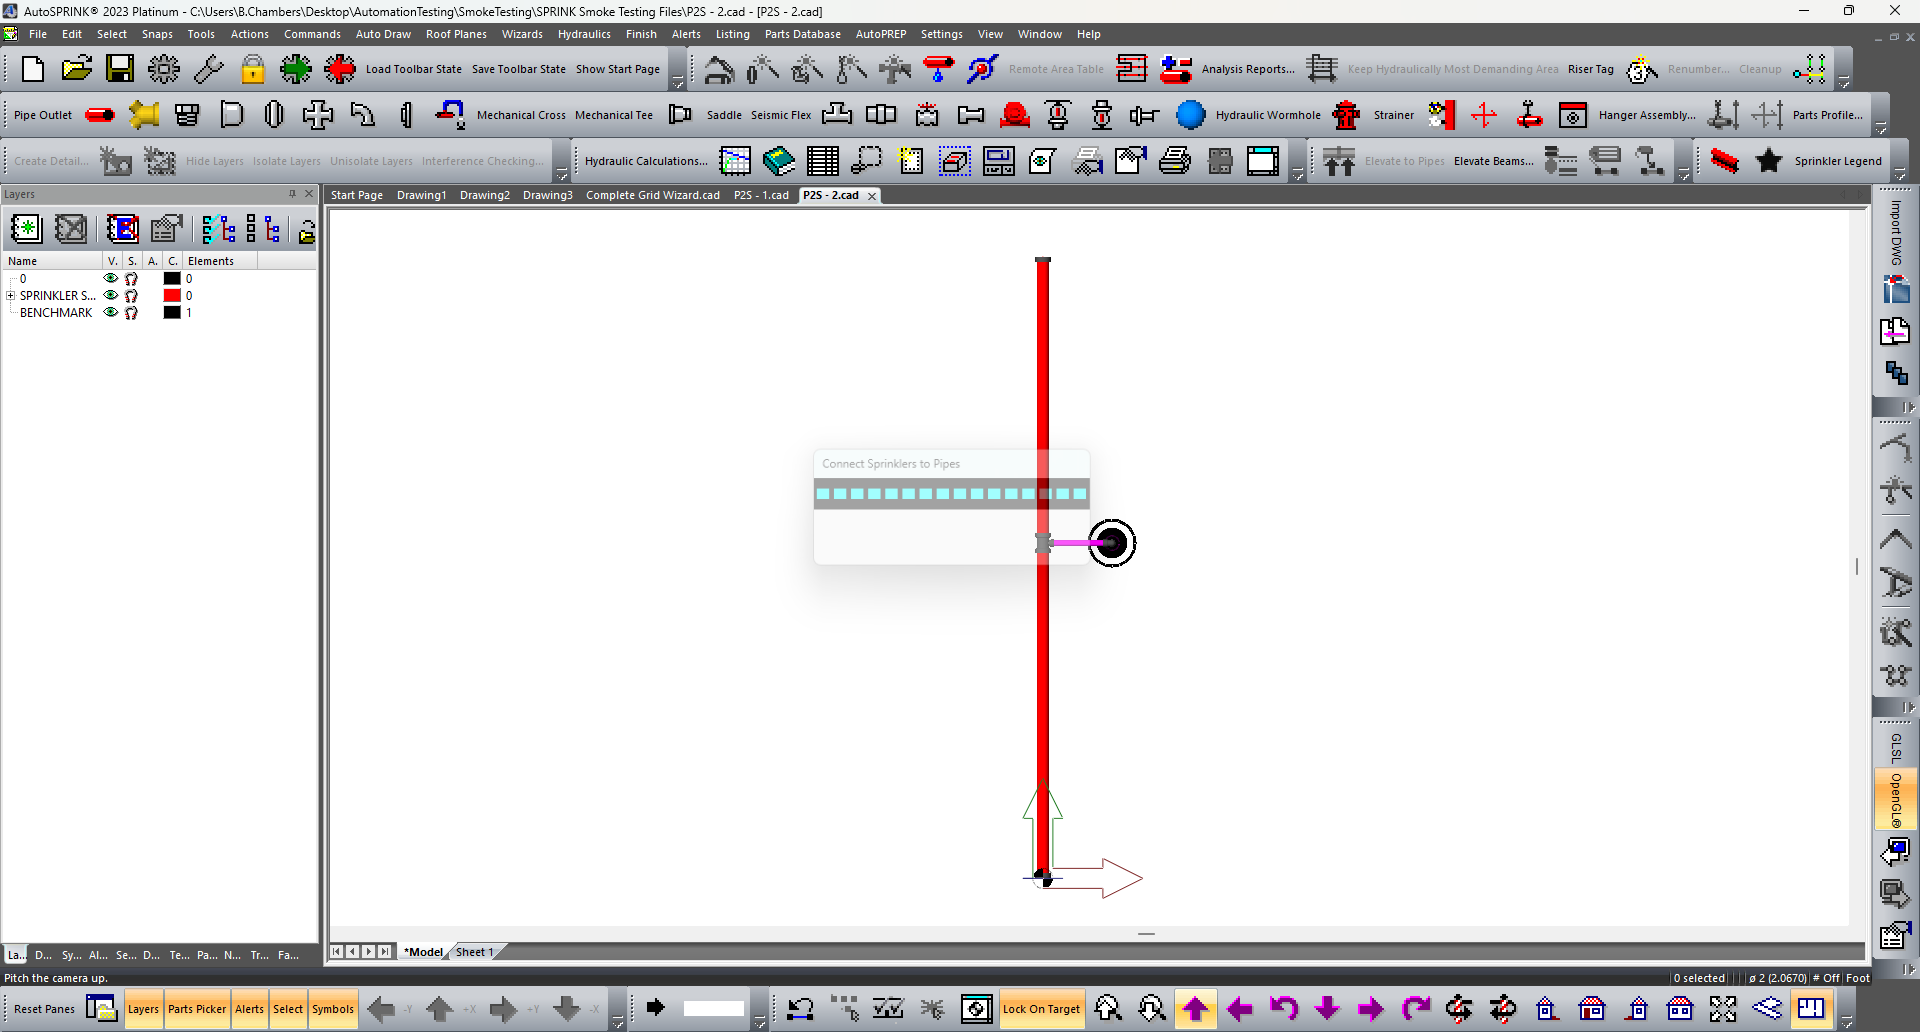 AutoSPRINK® 2023 Platinum - C:\Users\B.Chambers\Desktop\AutomationTesting\SmokeTesting\SPRINK Smoke Testing Files\P2S - 2.cad - [P2S - 2.cad]
File Edit Select Snaps Tools Actions Commands Auto Draw Roof Planes Wizards Hydraulics Finish Alerts Listing Parts Database AutoPREP Settings View Window Help
Load Toolbar State Save Toolbar State Show Start Page Remote Area Table Analysis Reports... Keep Hydraulically Most Demanding Area Riser Tag Renumber... Cleanup
Pipe Outlet Mechanical Cross Mechanical Tee Saddle Seismic Flex Hydraulic Wormhole Strainer Hanger Assembly... Parts Profile...
Create Detail... Hide Layers Isolate Layers Unisolate Layers Interference Checking... Hydraulic Calculations... Elevate to Pipes Elevate Beams... Sprinkler Legend
Layers
Start Page Drawing1 Drawing2 Drawing3 Complete Grid Wizard.cad P2S - 1.cad P2S - 2.cad
Name V. S. A. C. Elements
0 0
SPRINKLER S... 0
BENCHMARK 1
Connect Sprinklers to Pipes
Import DWG
GLSL
OpenGL®
La... D... Sy... Al... Se... D... Te... Pa... N... Tr... Fa...
*Model Sheet 1
Pitch the camera up.
0 selected ø 2 (2.0670) # Off Foot
Reset Panes Layers Parts Picker Alerts Select Symbols -Y +X +Y -X Lock On Target